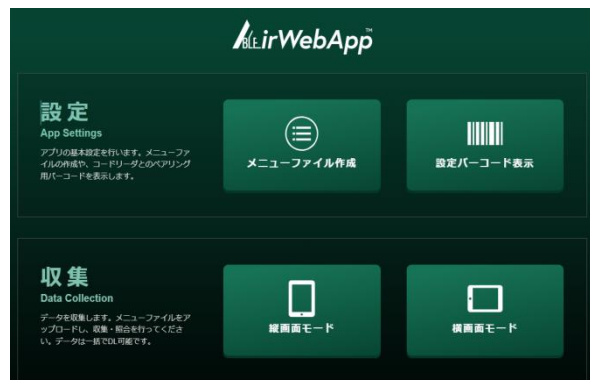 ABLE.irWebApp™
設定
App Settings
アプリの基本設定を行います。メニューファ
イルの作成や、コードリーダとのペアリング
用バーコードを表示します。
メニューファイル作成
設定バーコード表示
収集
Data Collection
データを収集します。メニューファイルをア
ップロードし、収集・照合を行ってくださ
い。データは一括でDL可能です。
縦画面モード
横画面モード